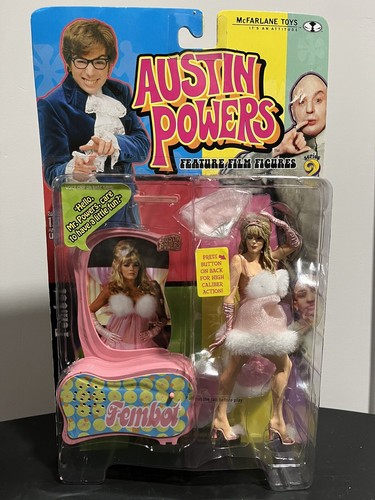 McFARLANE TOYS
IT'S AN ATTITUDE
AUSTIN
POWERS
FEATURE FILM FIGURES
series
2
"Hello,
Mr. Powers, care
to have a little fun?"
PRESS
BUTTON
ON BACK
FOR HIGH
CALIBER
ACTION!
Fembot